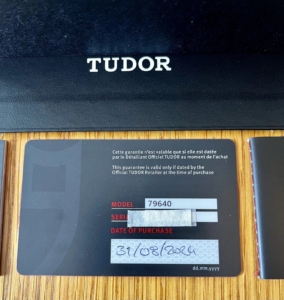 TUDOR
Cette garantie n'est valable que si elle est datée
par le Détaillant Officiel TUDOR au moment de l'achat
This guarantee is valid only if dated by the
Official TUDOR Retailer at the time of purchase
MODEL 79640
SERIAL
DATE OF PURCHASE
31/08/2024
dd.mm.yyyy